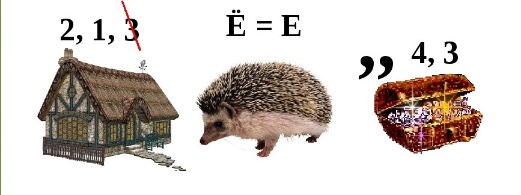 2, 1, 3
Ё = Е
,, 4, 3